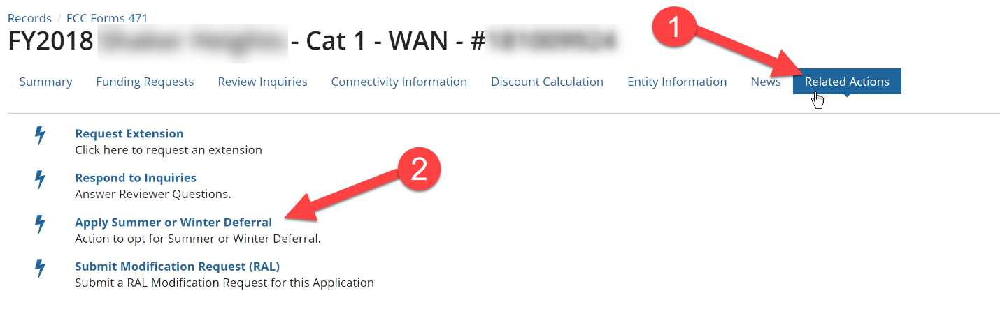 Records / FCC Forms 471
FY2018 - Cat 1 - WAN - #
1
Summary Funding Requests Review Inquiries Connectivity Information Discount Calculation Entity Information News Related Actions
Request Extension
Click here to request an extension
2
Respond to Inquiries
Answer Reviewer Questions.
Apply Summer or Winter Deferral
Action to opt for Summer or Winter Deferral.
Submit Modification Request (RAL)
Submit a RAL Modification Request for this Application